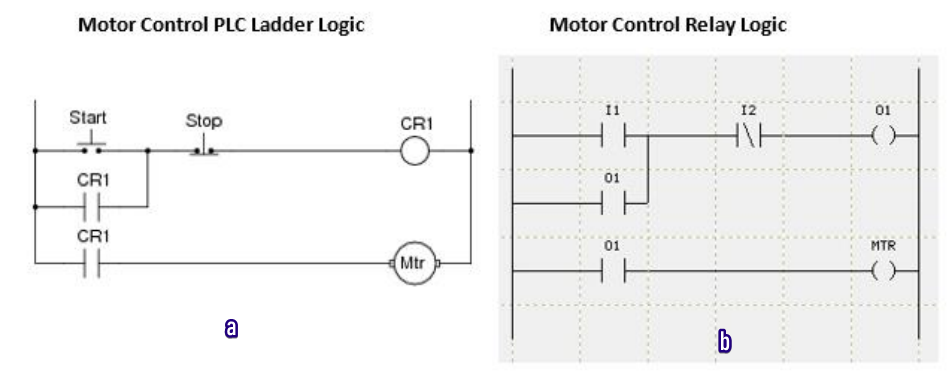 Motor Control PLC Ladder Logic
Start
Stop
CR1
CR1
CR1
Mtr
a
Motor Control Relay Logic
I1
I2
O1
O1
O1
MTR
b